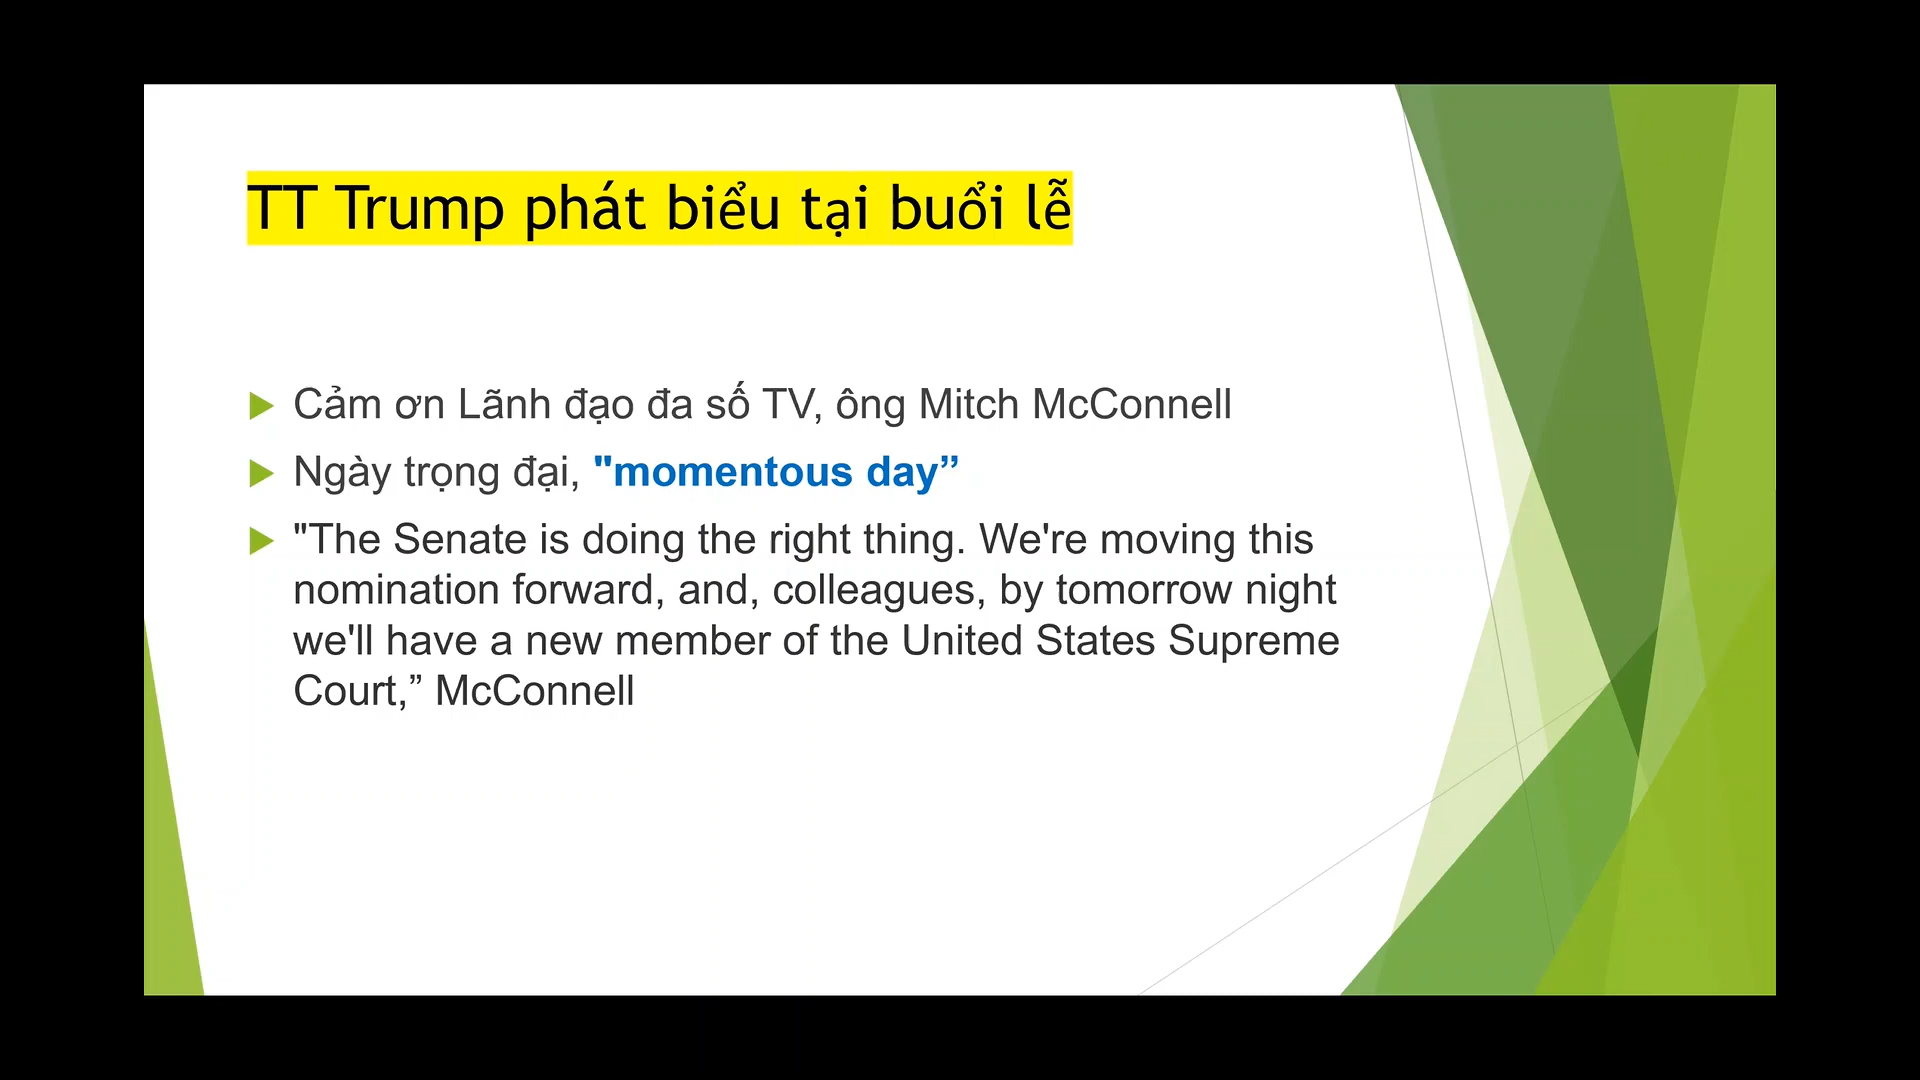 TT Trump phát biểu tại buổi lễ
Cảm ơn Lãnh đạo đa số TV, ông Mitch McConnell
Ngày trọng đại, "momentous day”
"The Senate is doing the right thing. We're moving this
nomination forward, and, colleagues, by tomorrow night
we'll have a new member of the United States Supreme
Court,” McConnell